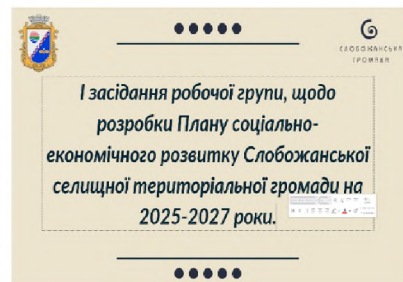 СЛОБОЖАНСЬКА
ГРОМАДА
І засідання робочої групи, щодо
розробки Плану соціально-
економічного розвитку Слобожанської
селищної територіальної громади на
2025-2027 роки.